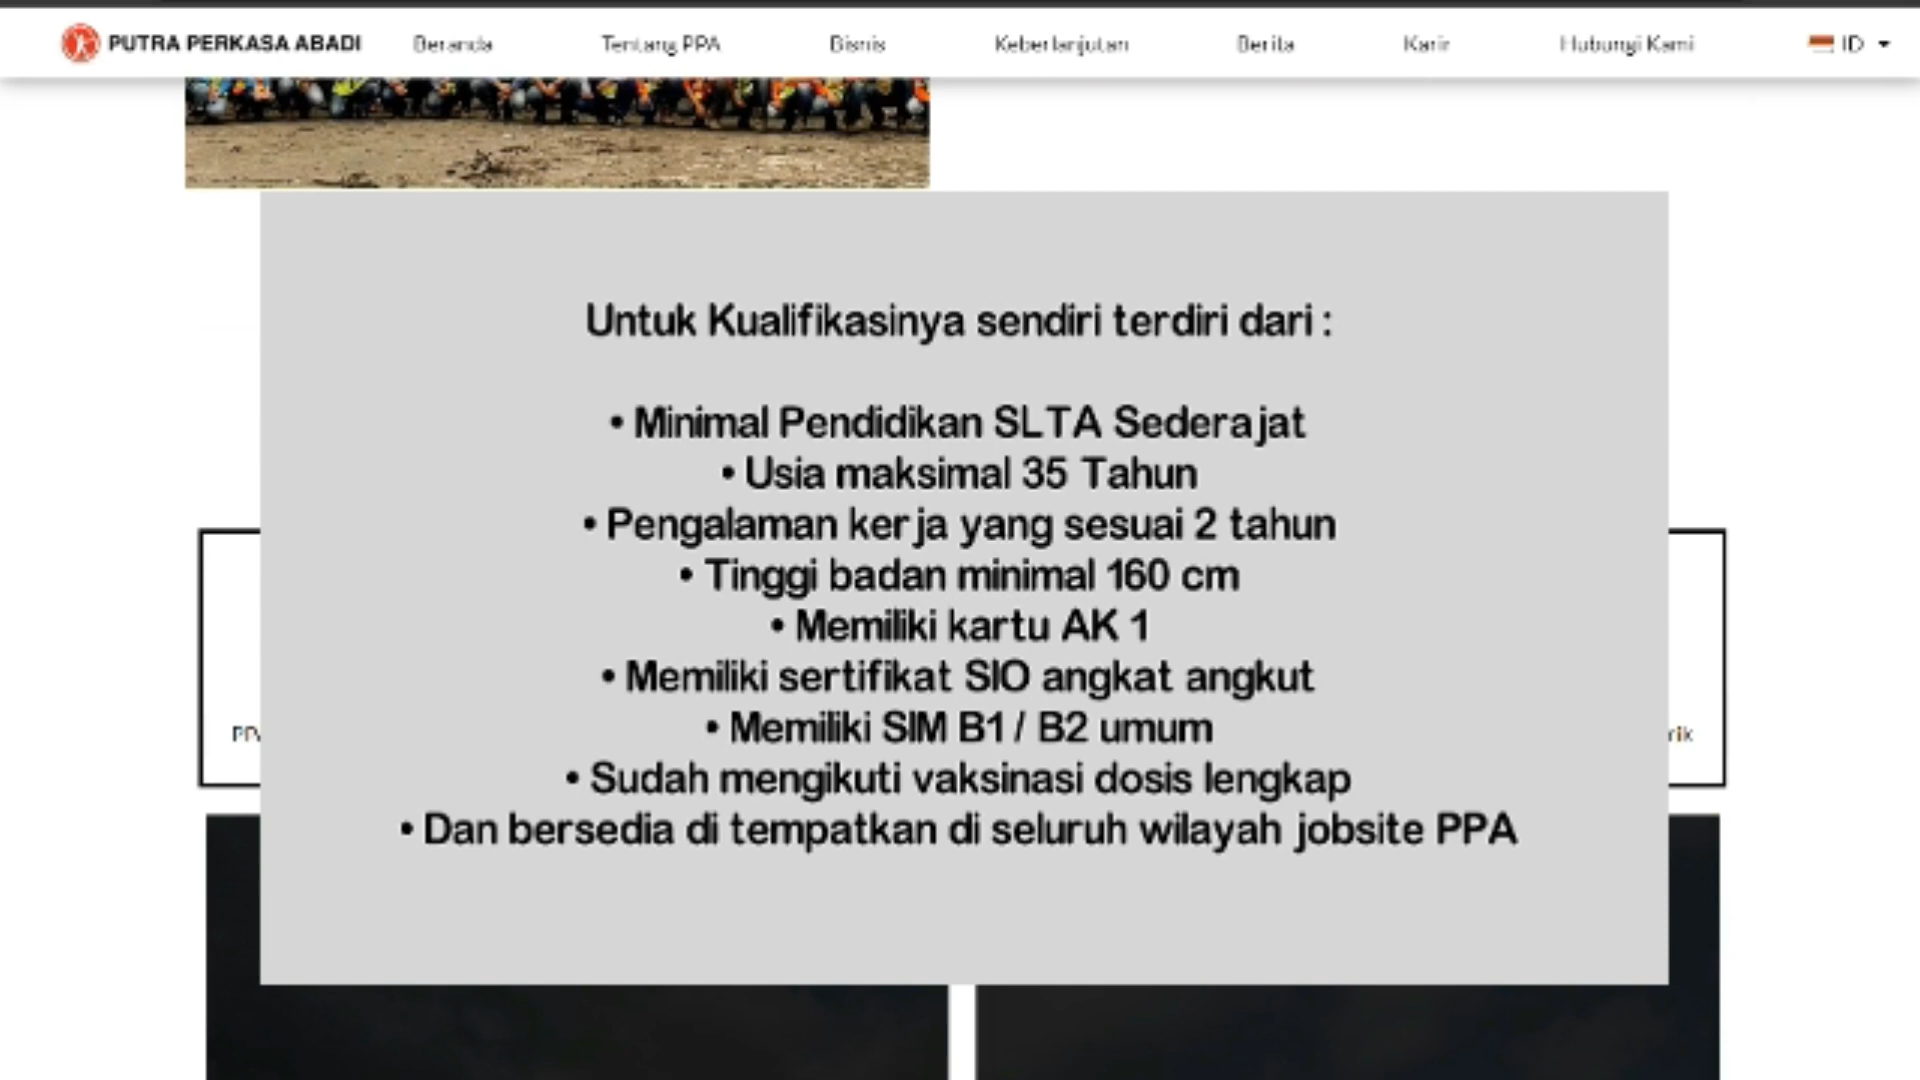 PUTRA PERKASA ABADI
Beranda
Tentang PPA
Bisnis
Keberlanjutan
Berita
Karir
Hubungi Kami
ID
Untuk Kualifikasinya sendiri terdiri dari :
• Minimal Pendidikan SLTA Sederajat
• Usia maksimal 35 Tahun
• Pengalaman kerja yang sesuai 2 tahun
• Tinggi badan minimal 160 cm
• Memiliki kartu AK 1
• Memiliki sertifikat SIO angkat angkut
• Memiliki SIM B1 / B2 umum
• Sudah mengikuti vaksinasi dosis lengkap
• Dan bersedia di tempatkan di seluruh wilayah jobsite PPA